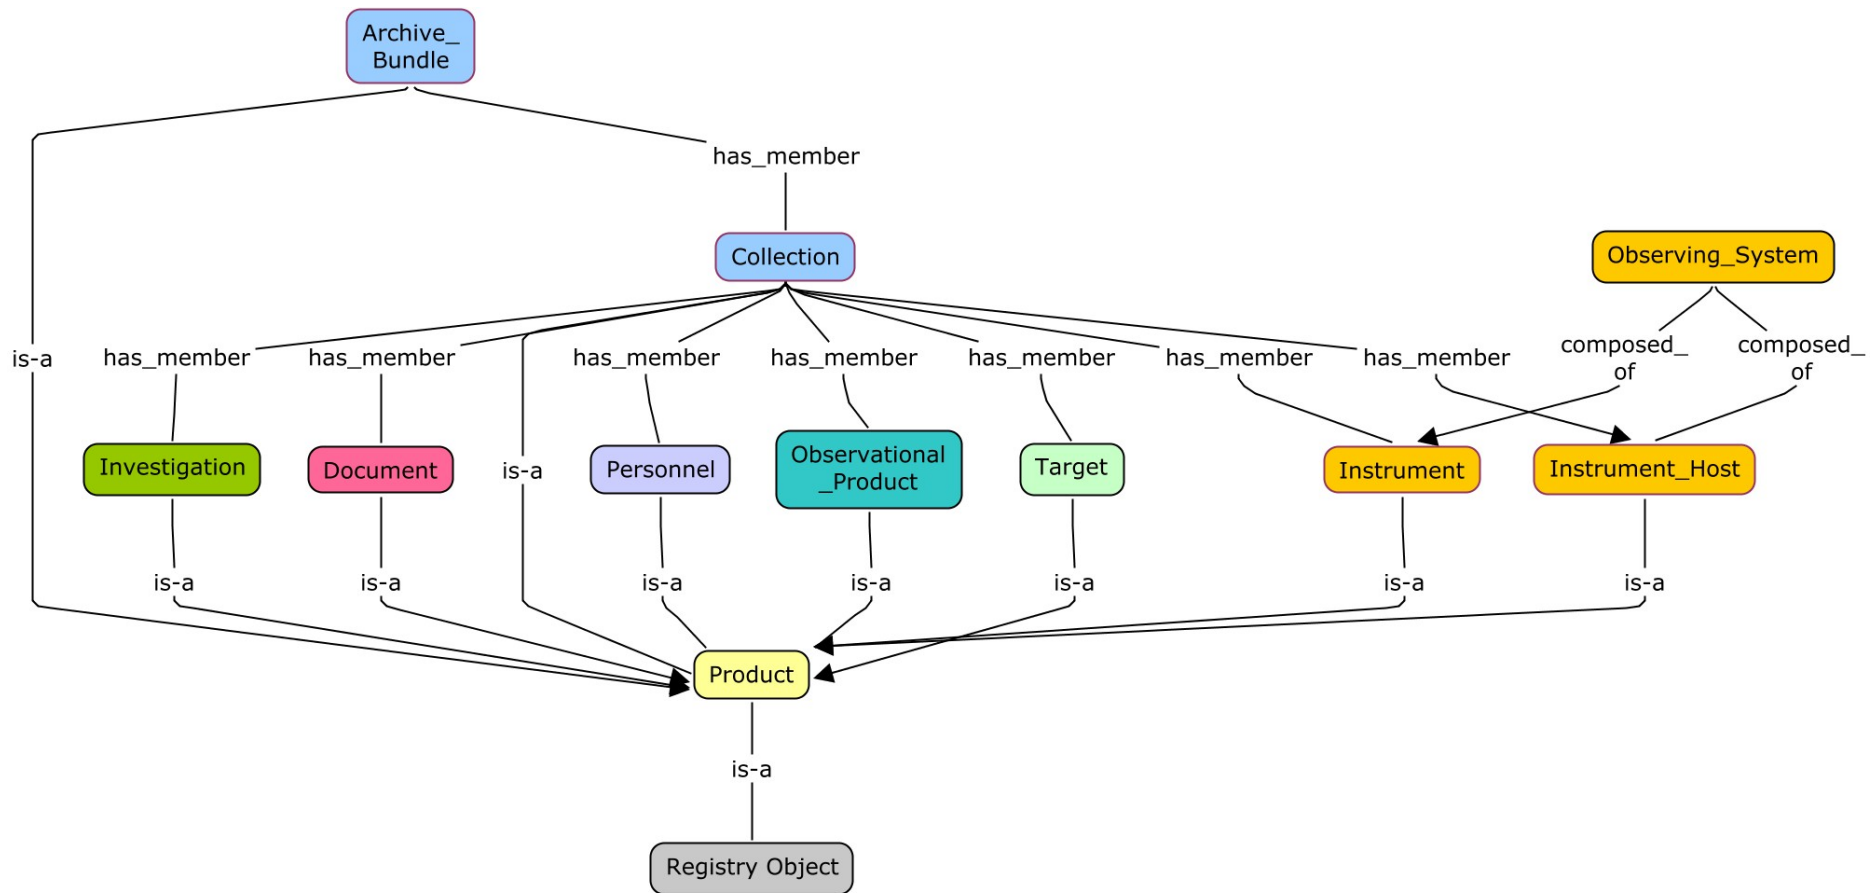 Archive_
Bundle
has_member
Collection
Observing_System
is-a
has_member
has_member
has_member
has_member
has_member
has_member
has_member
composed_
of
composed_
of
Investigation
Document
is-a
Personnel
Observational
_Product
Target
Instrument
Instrument_Host
is-a
is-a
is-a
is-a
is-a
is-a
is-a
Product
is-a
Registry Object